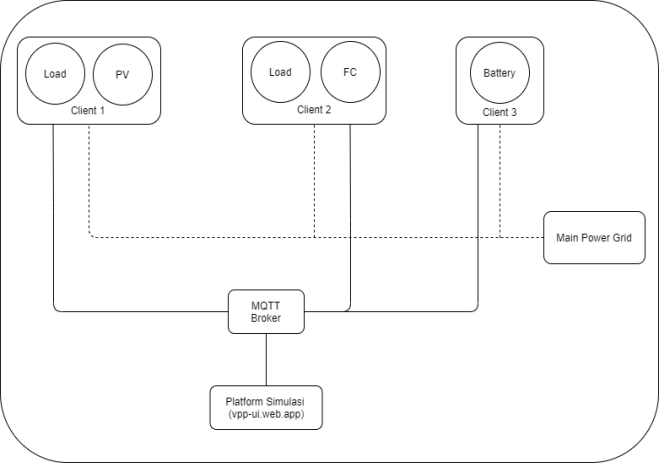 Load
PV
Client 1
Load
FC
Client 2
Battery
Client 3
Main Power Grid
MQTT
Broker
Platform Simulasi
(vpp-ui.web.app)